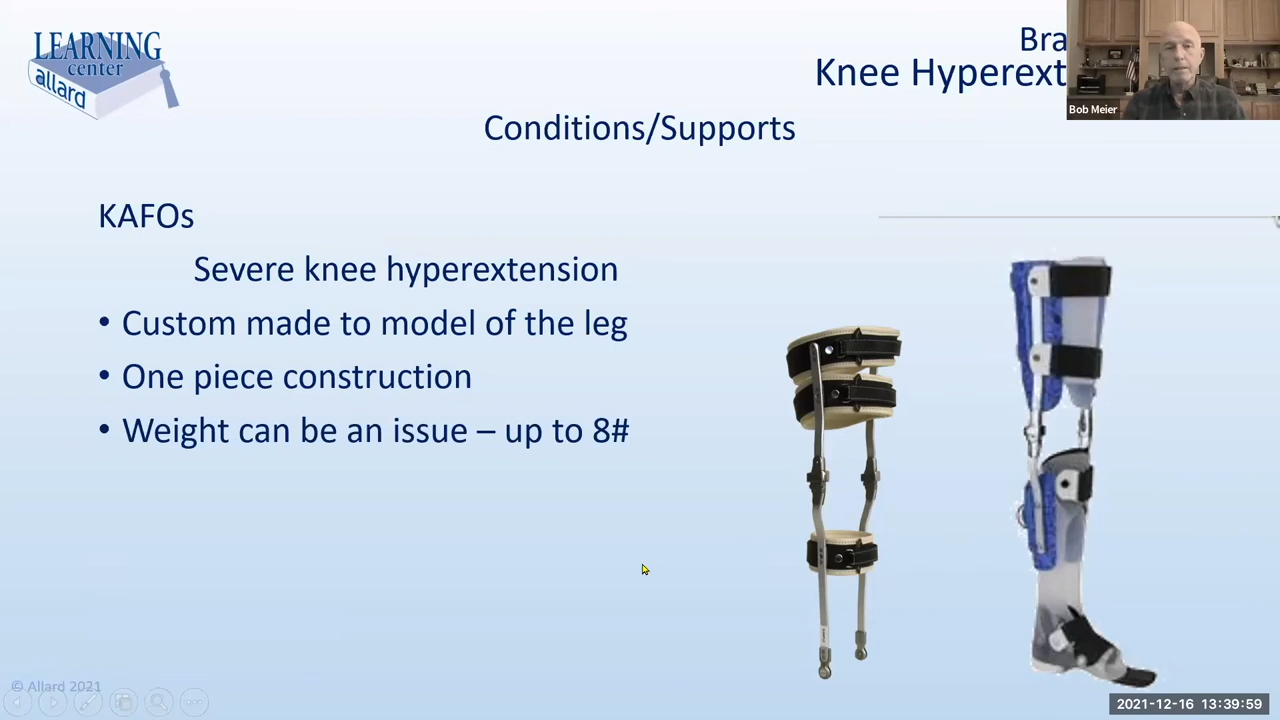 LEARNING
center
allard
Bra
Knee Hyperext
Bob Meier
Conditions/Supports
KAFOs
Severe knee hyperextension
• Custom made to model of the leg
• One piece construction
• Weight can be an issue – up to 8#
© Allard 2021
2021-12-16 13:39:59